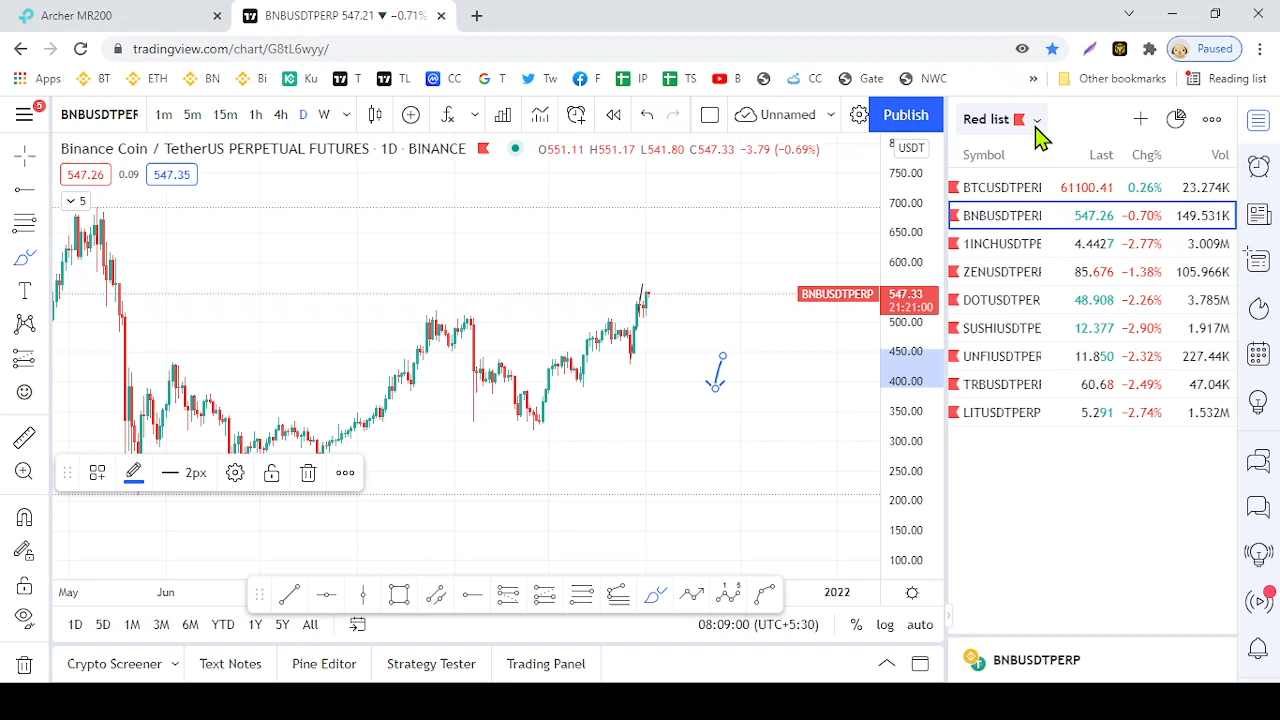 Archer MR200
BNBUSDTPERP 547.21 ▼ −0.71%
tradingview.com/chart/G8tL6wyy/
Paused
Apps BT ETH BN Bi Ku T TL CC T Tw F IP TS B CC Gate NWC » Other bookmarks Reading list
5 BNBUSDTPER 1m 5m 15m 1h 4h D W Unnamed Publish
Red list
Binance Coin / TetherUS PERPETUAL FUTURES · 1D · BINANCE O551.11 H551.17 L541.80 C547.33 −3.79 (−0.69%)
USDT
547.26 0.09 547.35
5
750.00
700.00
650.00
600.00
BNBUSDTPERP 547.33
21:21:00
500.00
450.00
400.00
350.00
300.00
250.00
200.00
150.00
100.00
2px
May Jun 2022
1D 5D 1M 3M 6M YTD 1Y 5Y All 08:09:00 (UTC+5:30) % log auto
Crypto Screener Text Notes Pine Editor Strategy Tester Trading Panel
Symbol Last Chg% Vol
BTCUSDTPERI 61100.41 0.26% 23.274K
BNBUSDTPERI 547.26 −0.70% 149.531K
1INCHUSDTPE 4.4427 −2.77% 3.009M
ZENUSDTPERF 85.676 −1.38% 105.966K
DOTUSDTPER 48.908 −2.26% 3.785M
SUSHIUSDTPE 12.377 −2.90% 1.917M
UNFIUSDTPER 11.850 −2.32% 227.44K
TRBUSDTPERI 60.68 −2.49% 47.04K
LITUSDTPERP 5.291 −2.74% 1.532M
BNBUSDTPERP